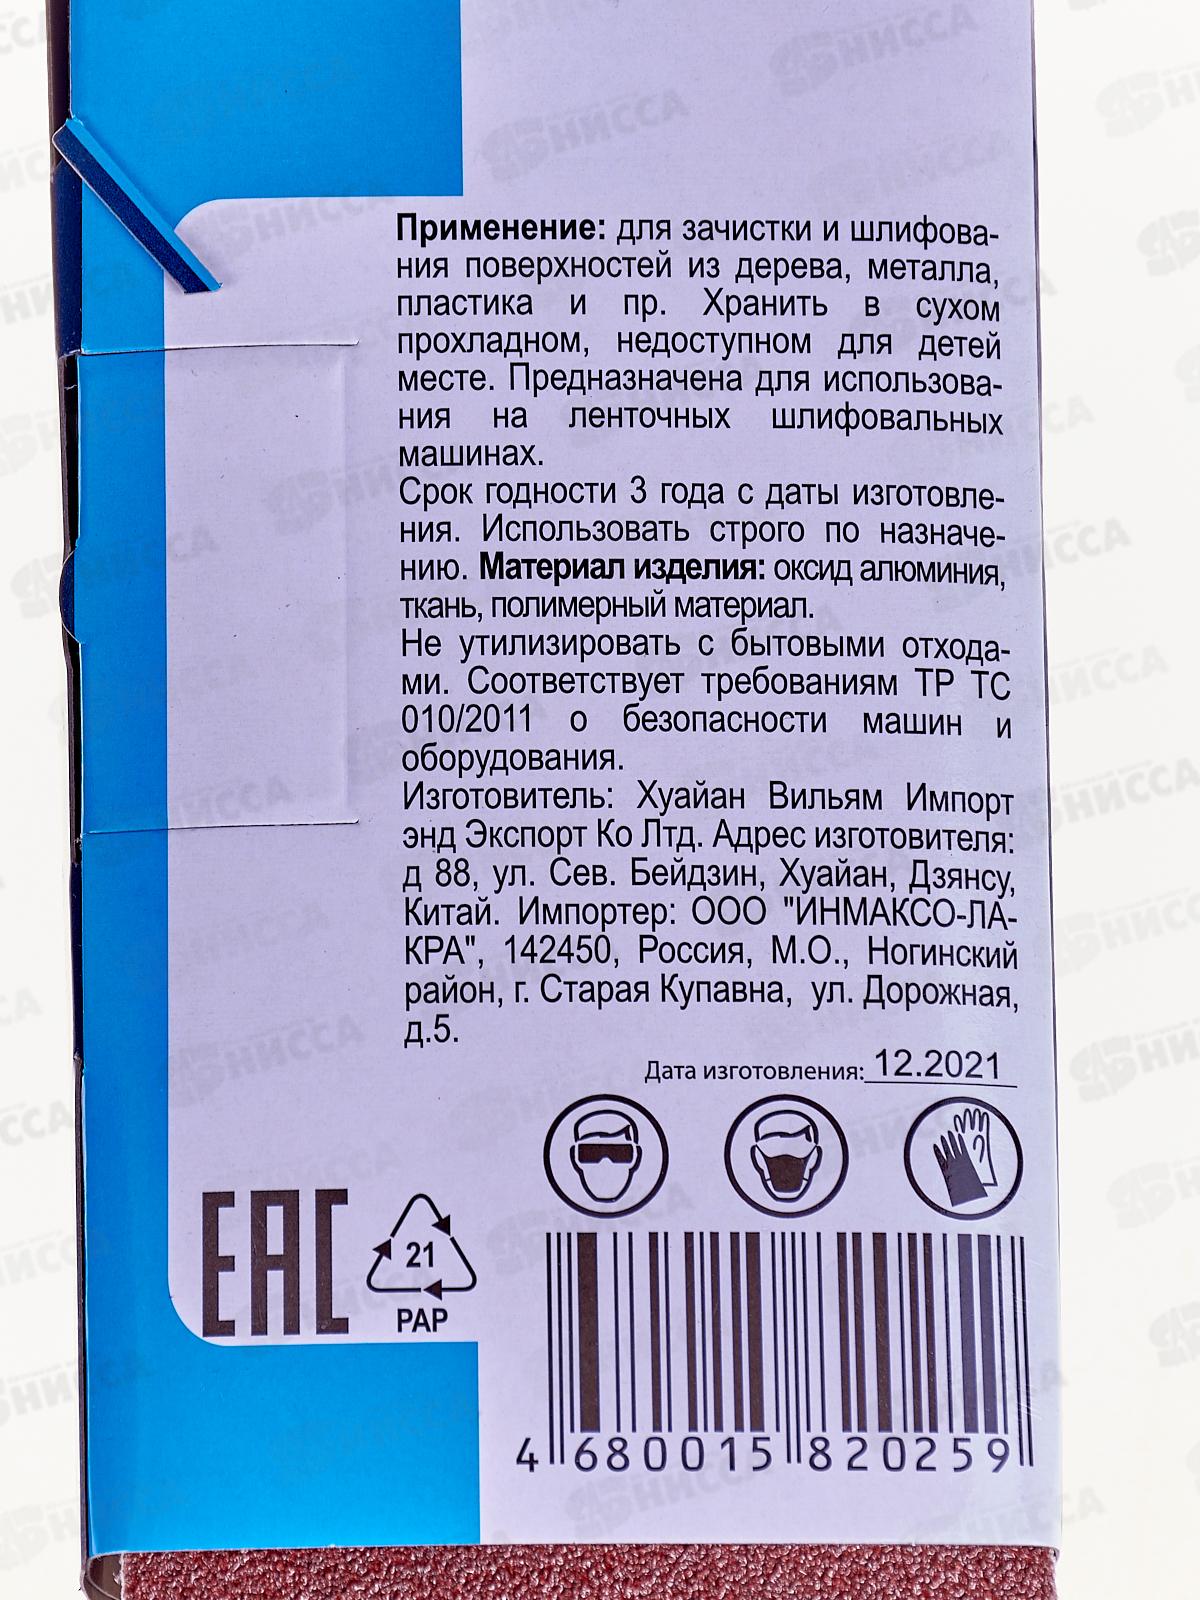 Применение: для зачистки и шлифова-
ния поверхностей из дерева, металла,
пластика и пр. Хранить в сухом
прохладном, недоступном для детей
месте. Предназначена для использова-
ния на ленточных шлифовальных
машинах.
Срок годности 3 года с даты изготовле-
ния. Использовать строго по назначе-
нию. Материал изделия: оксид алюминия,
ткань, полимерный материал.
Не утилизировать с бытовыми отхода-
ми. Соответствует требованиям ТР ТС
010/2011 о безопасности машин и
оборудования.
Изготовитель: Хуайан Вильям Импорт
энд Экспорт Ко Лтд. Адрес изготовителя:
д 88, ул. Сев. Бейдзин, Хуайан, Дзянсу,
Китай. Импортер: ООО "ИНМАКСО-ЛА-
КРА", 142450, Россия, М.О., Ногинский
район, г. Старая Купавна, ул. Дорожная,
д.5.
Дата изготовления: 12.2021
ЕАС
21
PAP
4 680015 820259
НИССА